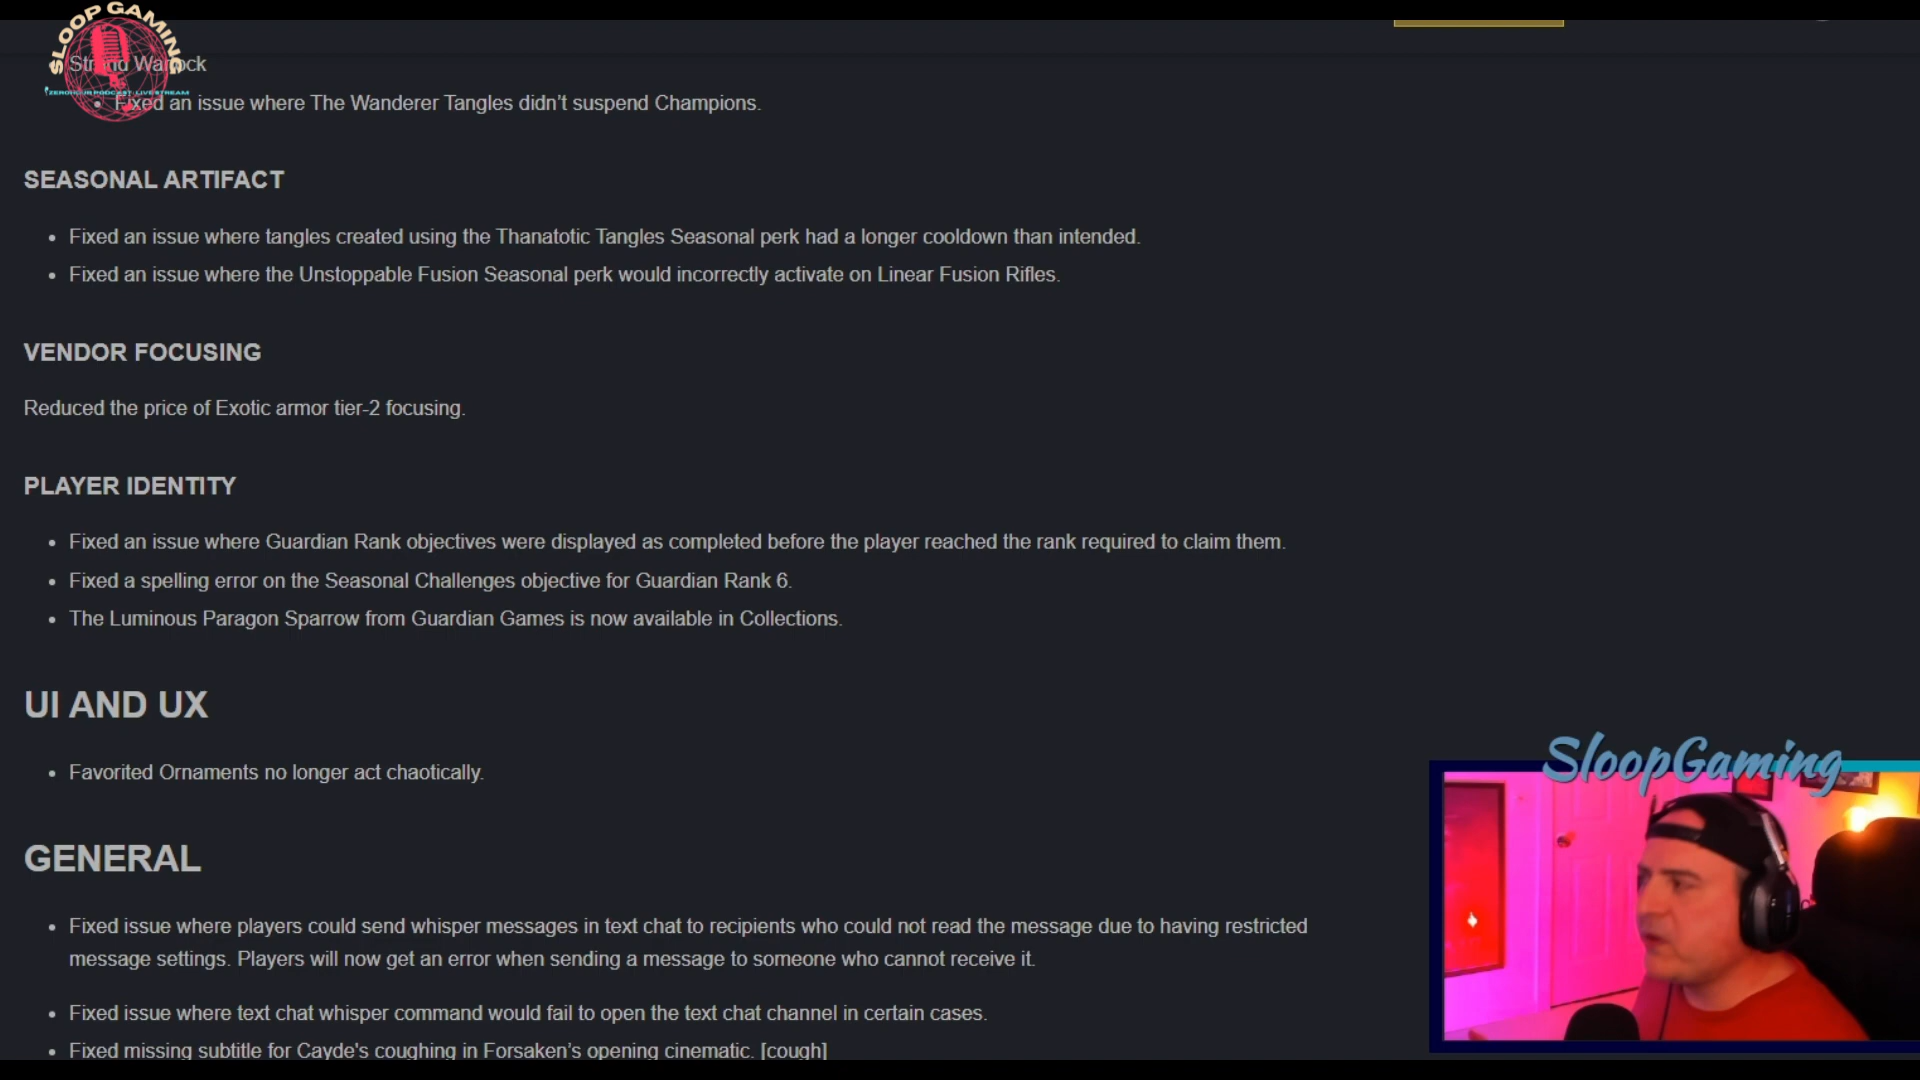 SLOOP GAMING
Strand Warlock
Fixed an issue where The Wanderer Tangles didn't suspend Champions.
SEASONAL ARTIFACT
Fixed an issue where tangles created using the Thanatotic Tangles Seasonal perk had a longer cooldown than intended.
Fixed an issue where the Unstoppable Fusion Seasonal perk would incorrectly activate on Linear Fusion Rifles.
VENDOR FOCUSING
Reduced the price of Exotic armor tier-2 focusing.
PLAYER IDENTITY
Fixed an issue where Guardian Rank objectives were displayed as completed before the player reached the rank required to claim them.
Fixed a spelling error on the Seasonal Challenges objective for Guardian Rank 6.
The Luminous Paragon Sparrow from Guardian Games is now available in Collections.
UI AND UX
Favorited Ornaments no longer act chaotically.
GENERAL
Fixed issue where players could send whisper messages in text chat to recipients who could not read the message due to having restricted
message settings. Players will now get an error when sending a message to someone who cannot receive it.
Fixed issue where text chat whisper command would fail to open the text chat channel in certain cases.
Fixed missing subtitle for Cayde's coughing in Forsaken's opening cinematic. [cough]
SloopGaming